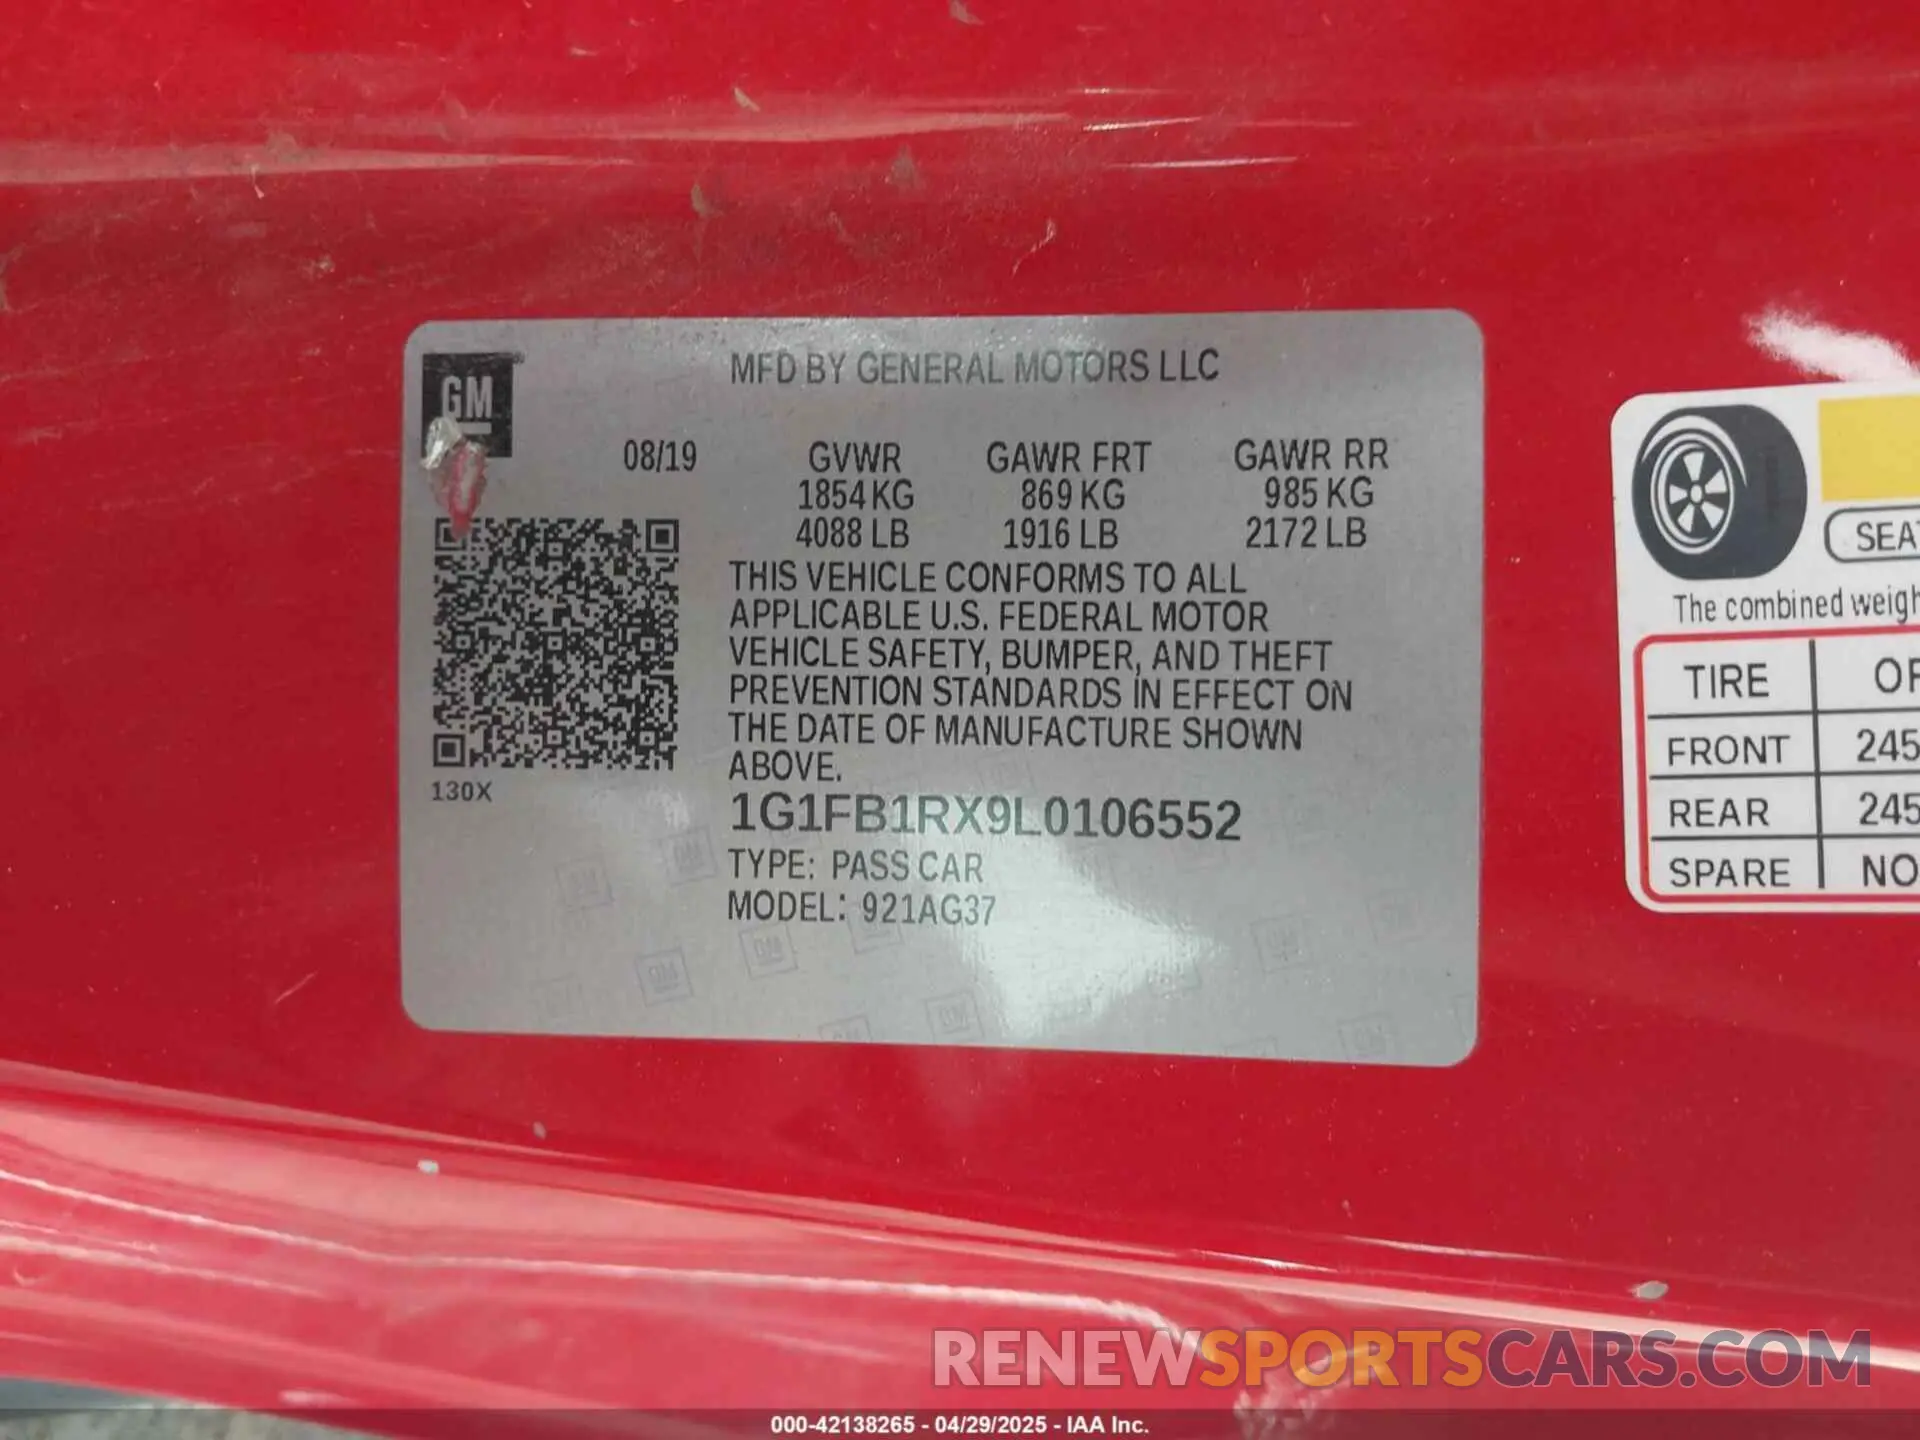 GM
MFD BY GENERAL MOTORS LLC
08/19 GVWR GAWR FRT GAWR RR
1854 KG 869 KG 985 KG
4088 LB 1916 LB 2172 LB
THIS VEHICLE CONFORMS TO ALL
APPLICABLE U.S. FEDERAL MOTOR
VEHICLE SAFETY, BUMPER, AND THEFT
PREVENTION STANDARDS IN EFFECT ON
THE DATE OF MANUFACTURE SHOWN
ABOVE.
130X
1G1FB1RX9L0106552
TYPE: PASS CAR
MODEL: 921AG37
SEAT
The combined weigh
TIRE OR
FRONT 245
REAR 245
SPARE NO
RENEWSPORTSCARS.COM
000-42138265 - 04/29/2025 - IAA Inc.